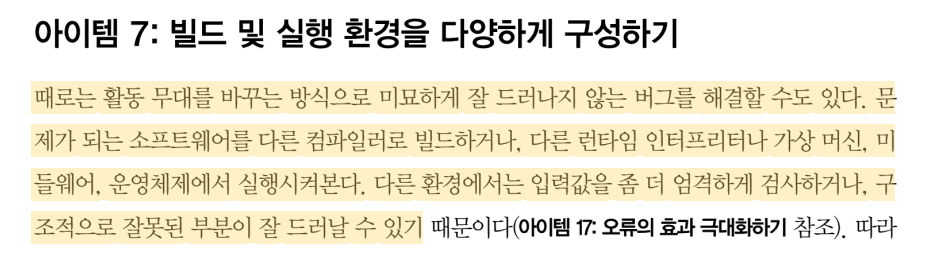 아이템 7: 빌드 및 실행 환경을 다양하게 구성하기
때로는 활동 무대를 바꾸는 방식으로 미묘하게 잘 드러나지 않는 버그를 해결할 수도 있다. 문
제가 되는 소프트웨어를 다른 컴파일러로 빌드하거나, 다른 런타임 인터프리터나 가상 머신, 미
들웨어, 운영체제에서 실행시켜본다. 다른 환경에서는 입력값을 좀 더 엄격하게 검사하거나, 구
조적으로 잘못된 부분이 잘 드러날 수 있기 때문이다(아이템 17: 오류의 효과 극대화하기 참조). 따라